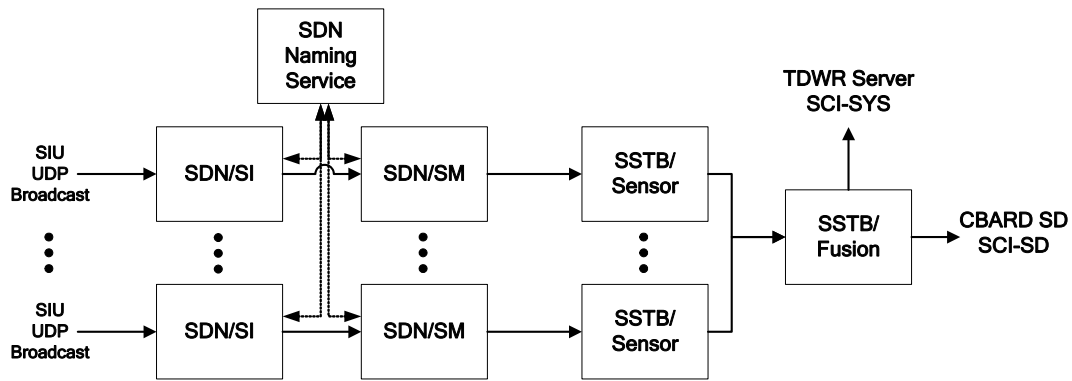 SDN
Naming
Service
TDWR Server
SCI-SYS
SIU
UDP
Broadcast
SDN/SI
SDN/SM
SSTB/
Sensor
SSTB/
Fusion
CBARD SD
SCI-SD
SIU
UDP
Broadcast
SDN/SI
SDN/SM
SSTB/
Sensor